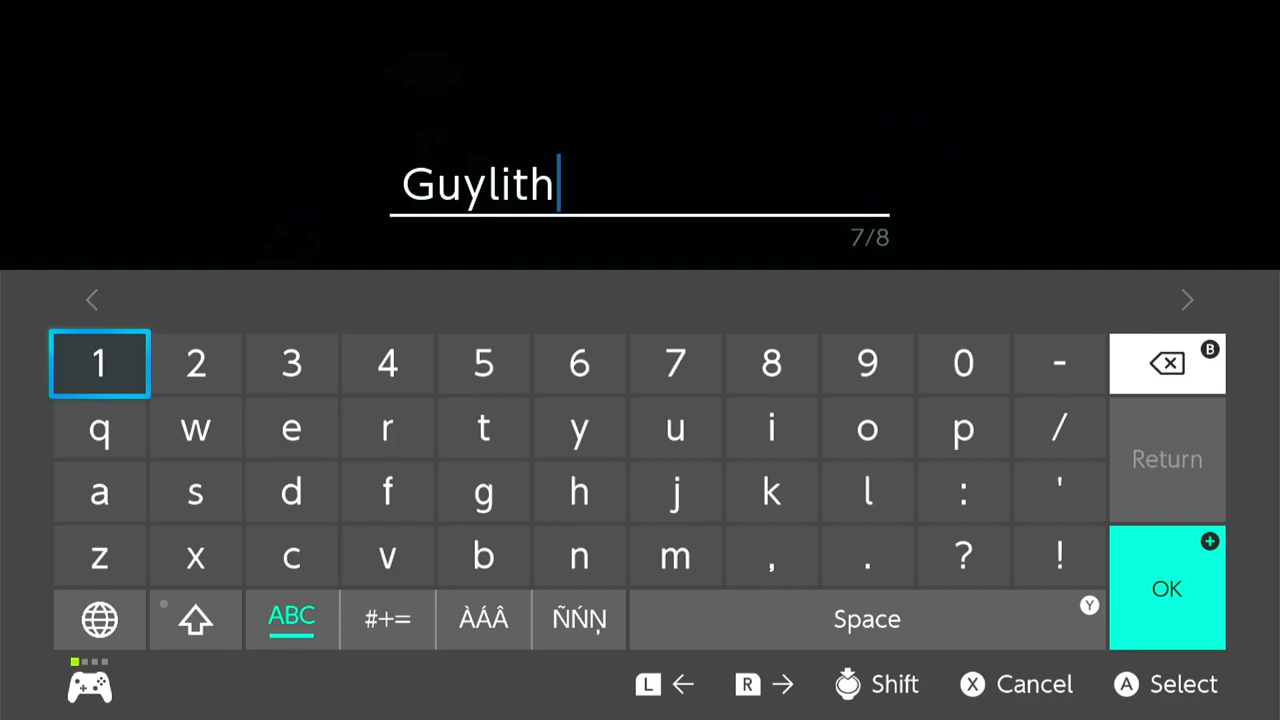 Guylith
7/8
1 2 3 4 5 6 7 8 9 0 - B
q w e r t y u i o p / Return
a s d f g h j k l : '
z x c v b n m , . ? ! + OK
ABC #+= ÀÁÂ ÑŃŅ Space Y
L ← R → Shift X Cancel A Select